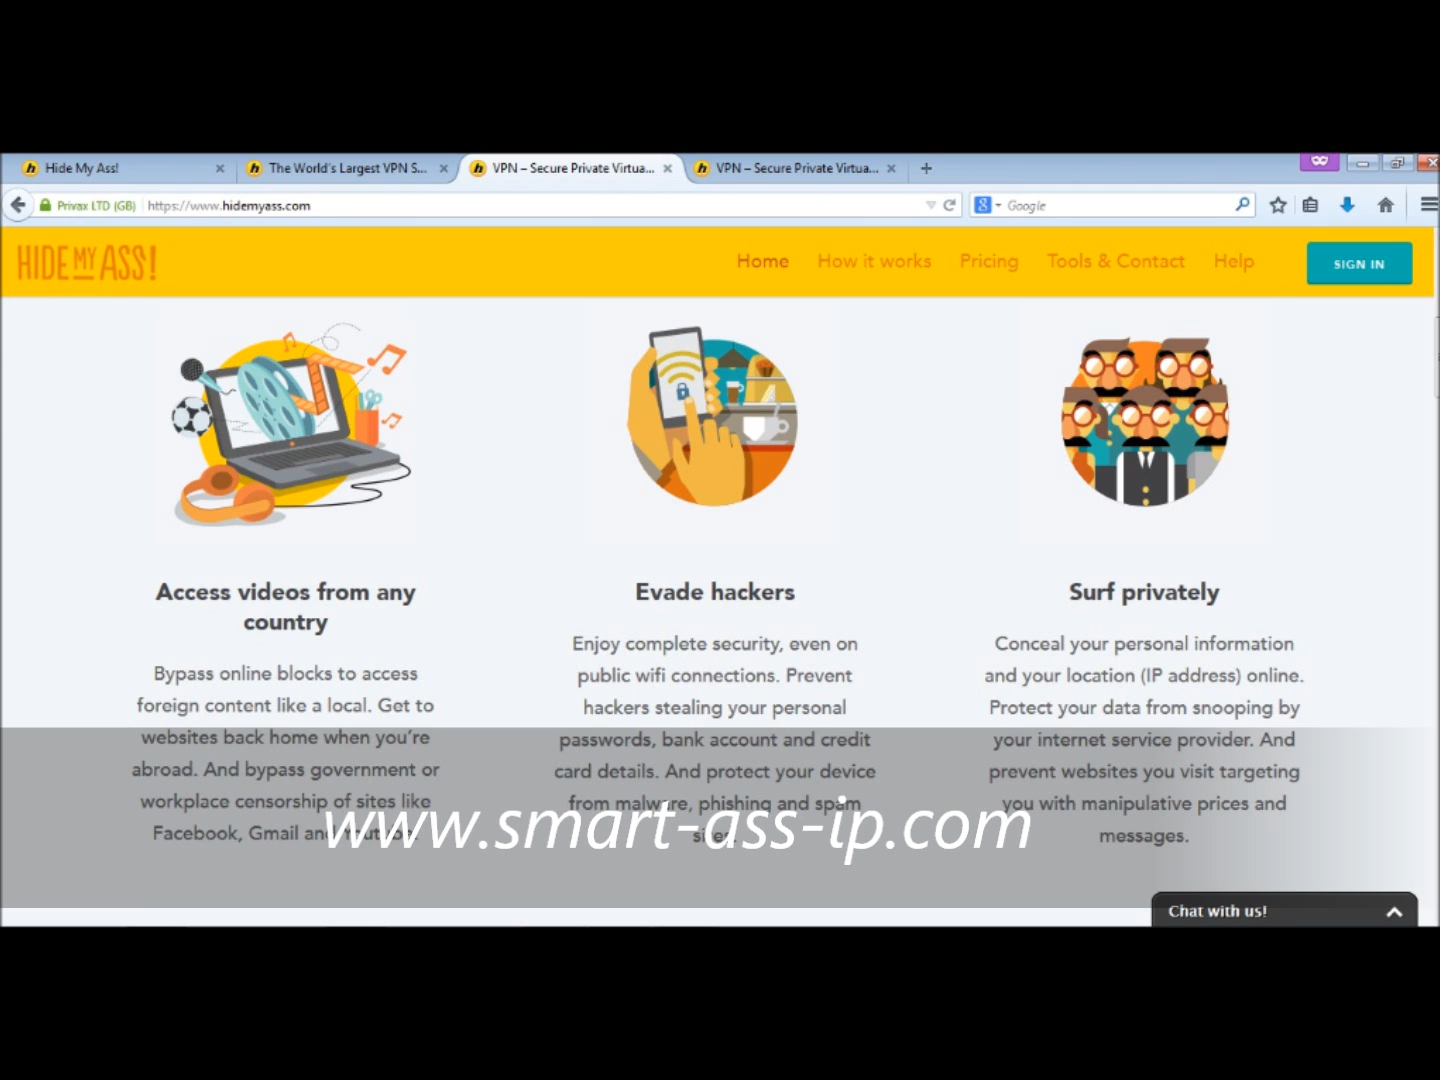 Hide My Ass!
The World's Largest VPN S...
VPN – Secure Private Virtua...
VPN – Secure Private Virtua...
Privax LTD (GB) https://www.hidemyass.com
Google
HIDE MY ASS!
Home
How it works
Pricing
Tools & Contact
Help
SIGN IN
Access videos from any
country
Bypass online blocks to access
foreign content like a local. Get to
websites back home when you're
abroad. And bypass government or
workplace censorship of sites like
Facebook, Gmail and Youtube.
Evade hackers
Enjoy complete security, even on
public wifi connections. Prevent
hackers stealing your personal
passwords, bank account and credit
card details. And protect your device
from malware, phishing and spam
sites.
Surf privately
Conceal your personal information
and your location (IP address) online.
Protect your data from snooping by
your internet service provider. And
prevent websites you visit targeting
you with manipulative prices and
messages.
www.smart-ass-ip.com
Chat with us!